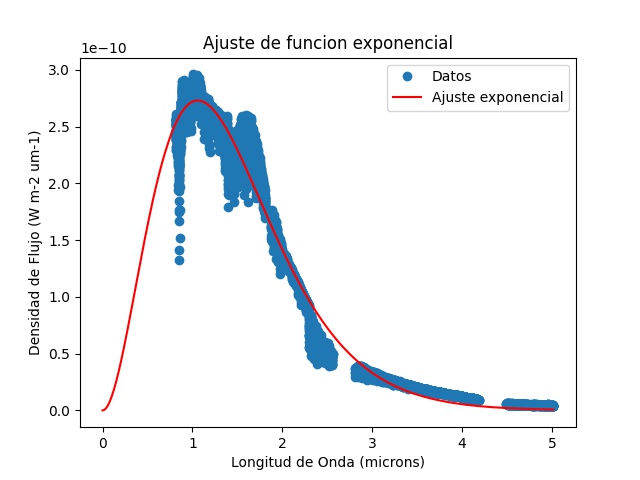 Ajuste de funcion exponencial
1e−10
Datos
Ajuste exponencial
3.0
2.5
2.0
1.5
1.0
0.5
0.0
Densidad de Flujo (W m-2 um-1)
0 1 2 3 4 5
Longitud de Onda (microns)